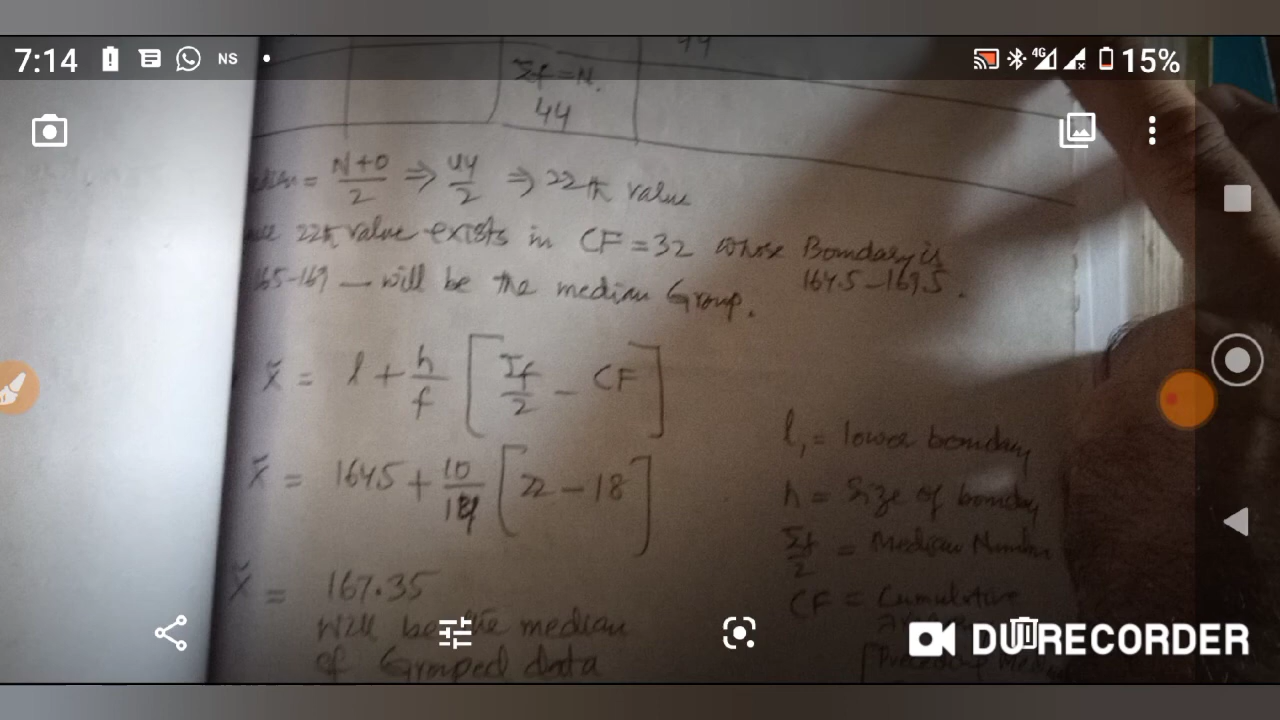 7:14 NS 4G 15%
44
Σf = N.
44
= N+0/2 ⇒ 44/2 ⇒ 22th value
22th value exists in CF = 32 whose Boundary is
165-169 — will be the median Group. 164.5 – 169.5.
x̃ = l + h/f [Σf/2 - CF]
l, = lower boundary
x̃ = 164.5 + 10/14 [22 - 18]
h = Size of boundary
Σf/2 = Median Number
x̃ = 167.35
CF = Cumulative
will be the median
DU RECORDER
of Grouped data